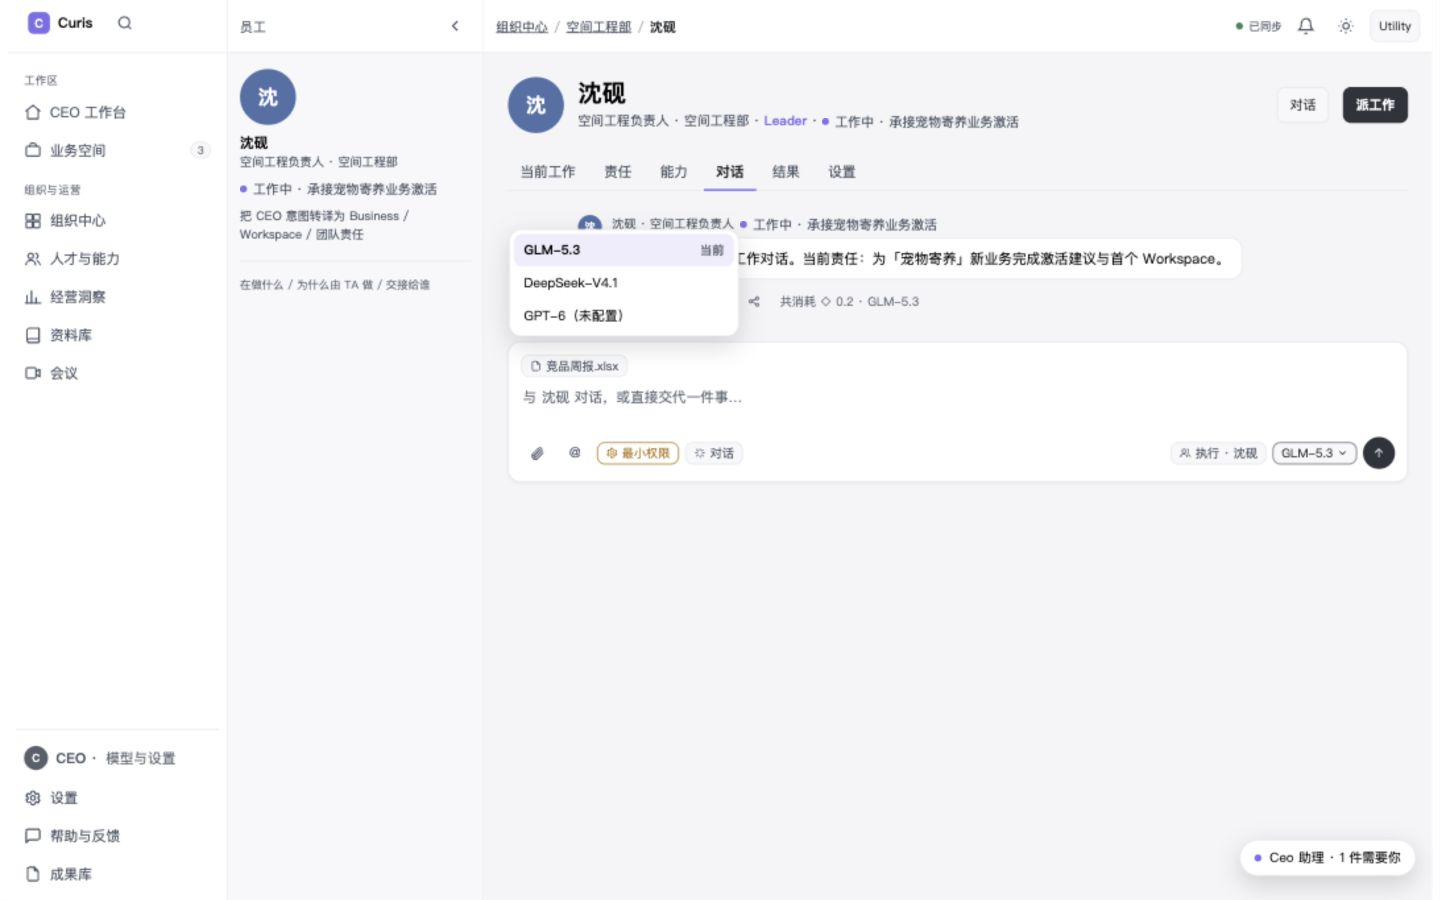 C Curis
工作区
CEO 工作台
业务空间 3
组织与运营
组织中心
人才与能力
经营洞察
资料库
会议
C CEO · 模型与设置
设置
帮助与反馈
成果库
员工
沈
沈砚
空间工程负责人 · 空间工程部
工作中 · 承接宠物寄养业务激活
把 CEO 意图转译为 Business /
Workspace / 团队责任
在做什么 / 为什么由 TA 做 / 交接给谁
组织中心 / 空间工程部 / 沈砚
已同步
Utility
沈
沈砚
空间工程负责人 · 空间工程部 · Leader · 工作中 · 承接宠物寄养业务激活
对话
派工作
当前工作 责任 能力 对话 结果 设置
沈砚 · 空间工程负责人 工作中 · 承接宠物寄养业务激活
工作对话。当前责任：为「宠物寄养」新业务完成激活建议与首个 Workspace。
GLM-5.3 当前
DeepSeek-V4.1
GPT-6（未配置）
共消耗 ◇ 0.2 · GLM-5.3
竞品周报.xlsx
与 沈砚 对话，或直接交代一件事...
@ 最小权限 对话
执行 · 沈砚 GLM-5.3
Ceo 助理 · 1 件需要你